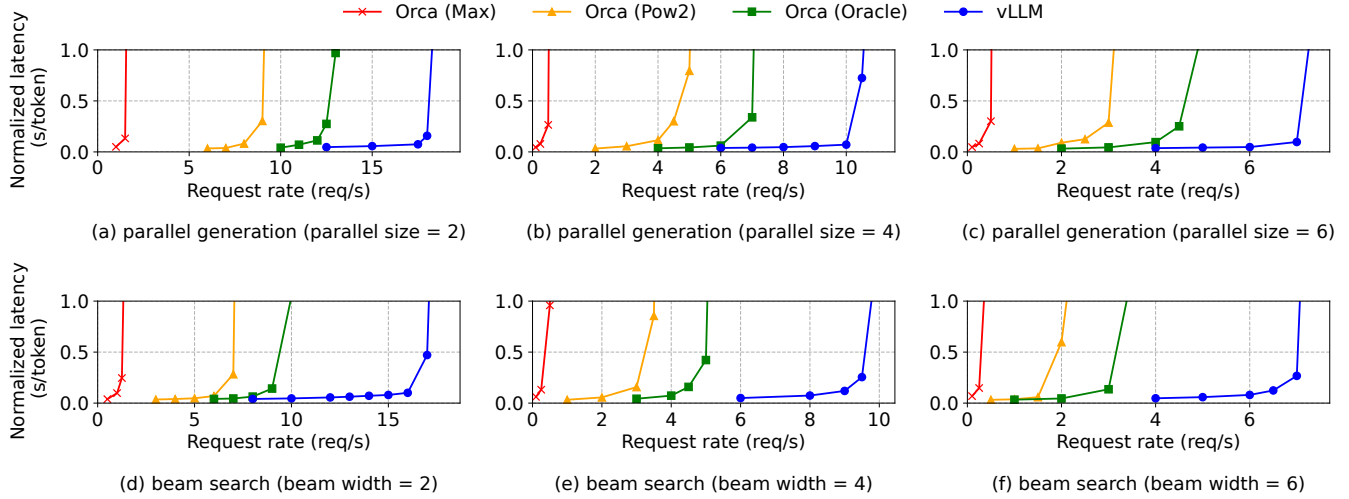 Orca (Max) Orca (Pow2) Orca (Oracle) vLLM
Normalized latency
(s/token)
1.0
0.5
0.0
0 5 10 15
Request rate (req/s)
(a) parallel generation (parallel size = 2)
1.0
0.5
0.0
0 2 4 6 8 10
Request rate (req/s)
(b) parallel generation (parallel size = 4)
1.0
0.5
0.0
0 2 4 6
Request rate (req/s)
(c) parallel generation (parallel size = 6)
Normalized latency
(s/token)
1.0
0.5
0.0
0 5 10 15
Request rate (req/s)
(d) beam search (beam width = 2)
1.0
0.5
0.0
0 2 4 6 8 10
Request rate (req/s)
(e) beam search (beam width = 4)
1.0
0.5
0.0
0 2 4 6
Request rate (req/s)
(f) beam search (beam width = 6)